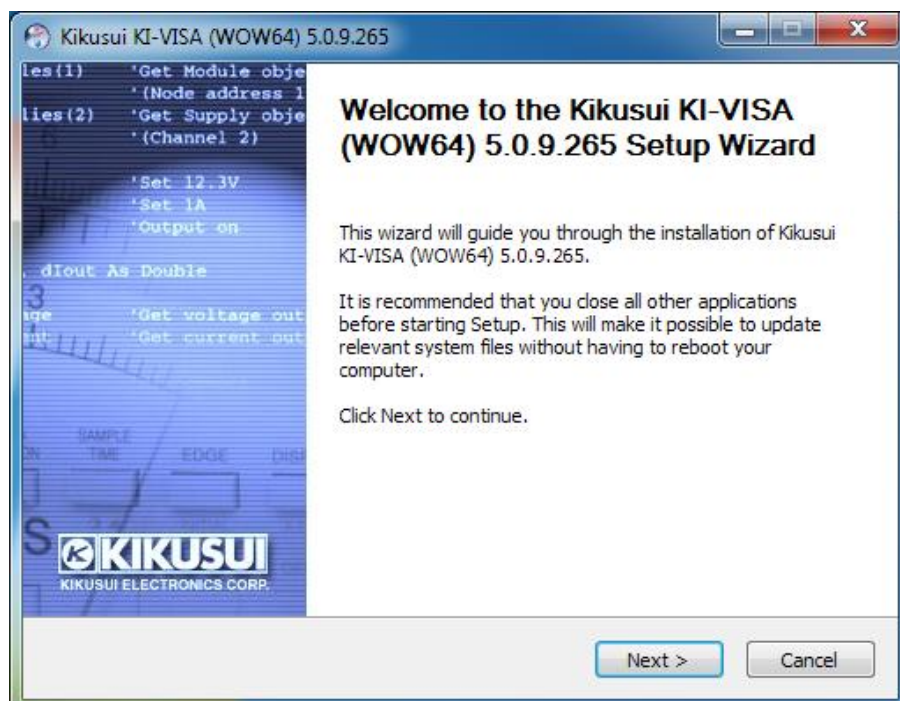 Kikusui KI-VISA (WOW64) 5.0.9.265
les(1) 'Get Module obje
'(Node address 1
lies(2) 'Get Supply obje
'(Channel 2)
'Set 12.3V
'Set 1A
'Output on
, dIout As Double
3
age 'Get voltage out
ent 'Get current out
SAMPLE
TIME
EDGE
S
KIKUSUI
KIKUSUI ELECTRONICS CORP.
Welcome to the Kikusui KI-VISA
(WOW64) 5.0.9.265 Setup Wizard
This wizard will guide you through the installation of Kikusui
KI-VISA (WOW64) 5.0.9.265.
It is recommended that you close all other applications
before starting Setup. This will make it possible to update
relevant system files without having to reboot your
computer.
Click Next to continue.
Next >
Cancel